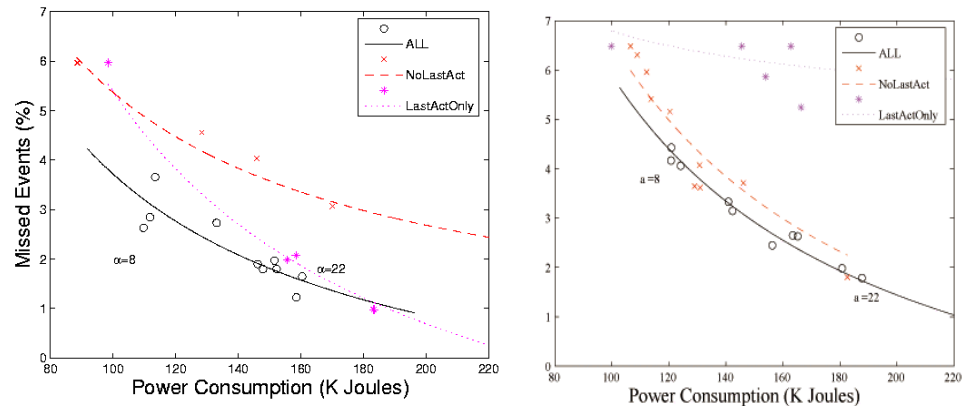 7
6
5
4
3
2
1
0
Missed Events (%)
ALL
NoLastAct
LastActOnly
α=8
α=22
80 100 120 140 160 180 200 220
Power Consumption (K Joules)
7
6
5
4
3
2
1
0
ALL
NoLastAct
LastActOnly
a =8
a =22
80 100 120 140 160 180 200 220
Power Consumption (K Joules)